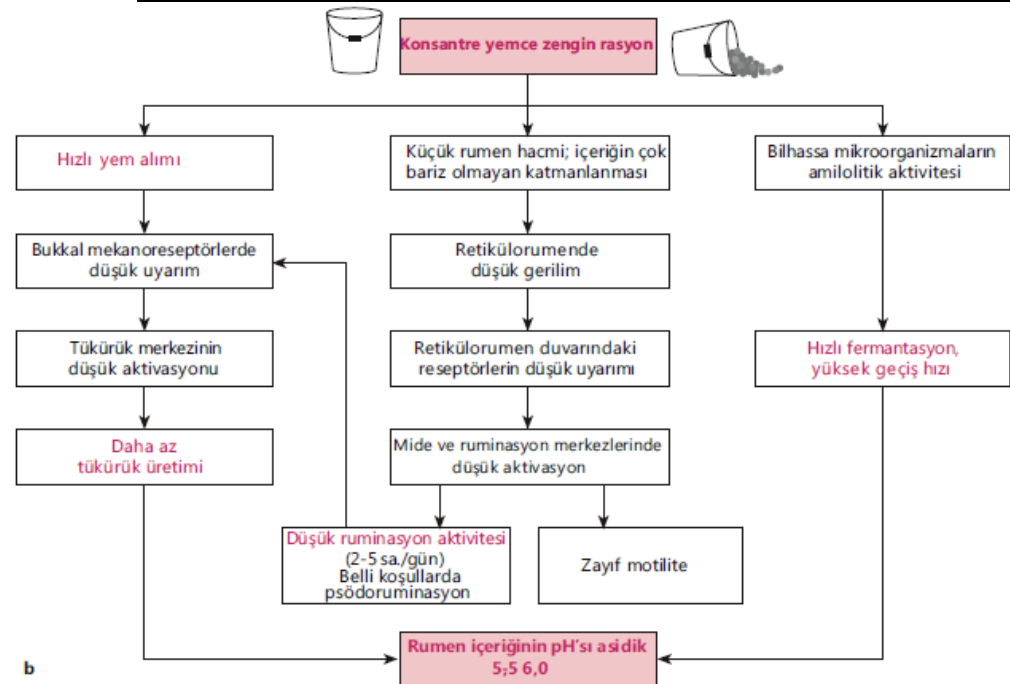 Konsantre yemce zengin rasyon
Hızlı yem alımı
Küçük rumen hacmi; içeriğin çok
bariz olmayan katmanlanması
Bilhassa mikroorganizmaların
amilolitik aktivitesi
Bukkal mekanoreseptörlerde
düşük uyarım
Retikülorumende
düşük gerilim
Tükürük merkezinin
düşük aktivasyonu
Retikülorumen duvarındaki
reseptörlerin düşük uyarımı
Hızlı fermantasyon,
yüksek geçiş hızı
Daha az
tükürük üretimi
Mide ve ruminasyon merkezlerinde
düşük aktivasyon
Düşük ruminasyon aktivitesi
(2-5 sa./gün)
Belli koşullarda
psödoruminasyon
Zayıf motilite
Rumen içeriğinin pH'sı asidik
5,5 6,0
b